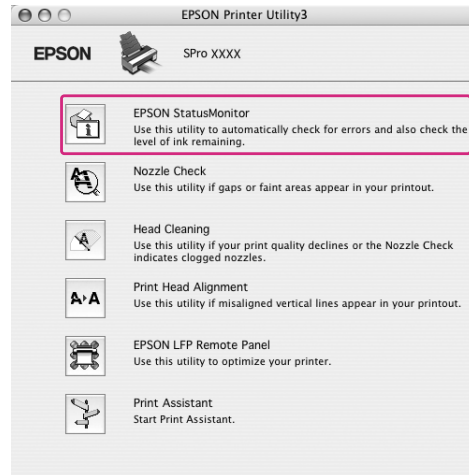 EPSON Printer Utility3
EPSON
SPro XXXX
EPSON StatusMonitor
Use this utility to automatically check for errors and also check the
level of ink remaining.
Nozzle Check
Use this utility if gaps or faint areas appear in your printout.
Head Cleaning
Use this utility if your print quality declines or the Nozzle Check
indicates clogged nozzles.
Print Head Alignment
Use this utility if misaligned vertical lines appear in your printout.
EPSON LFP Remote Panel
Use this utility to optimize your printer.
Print Assistant
Start Print Assistant.